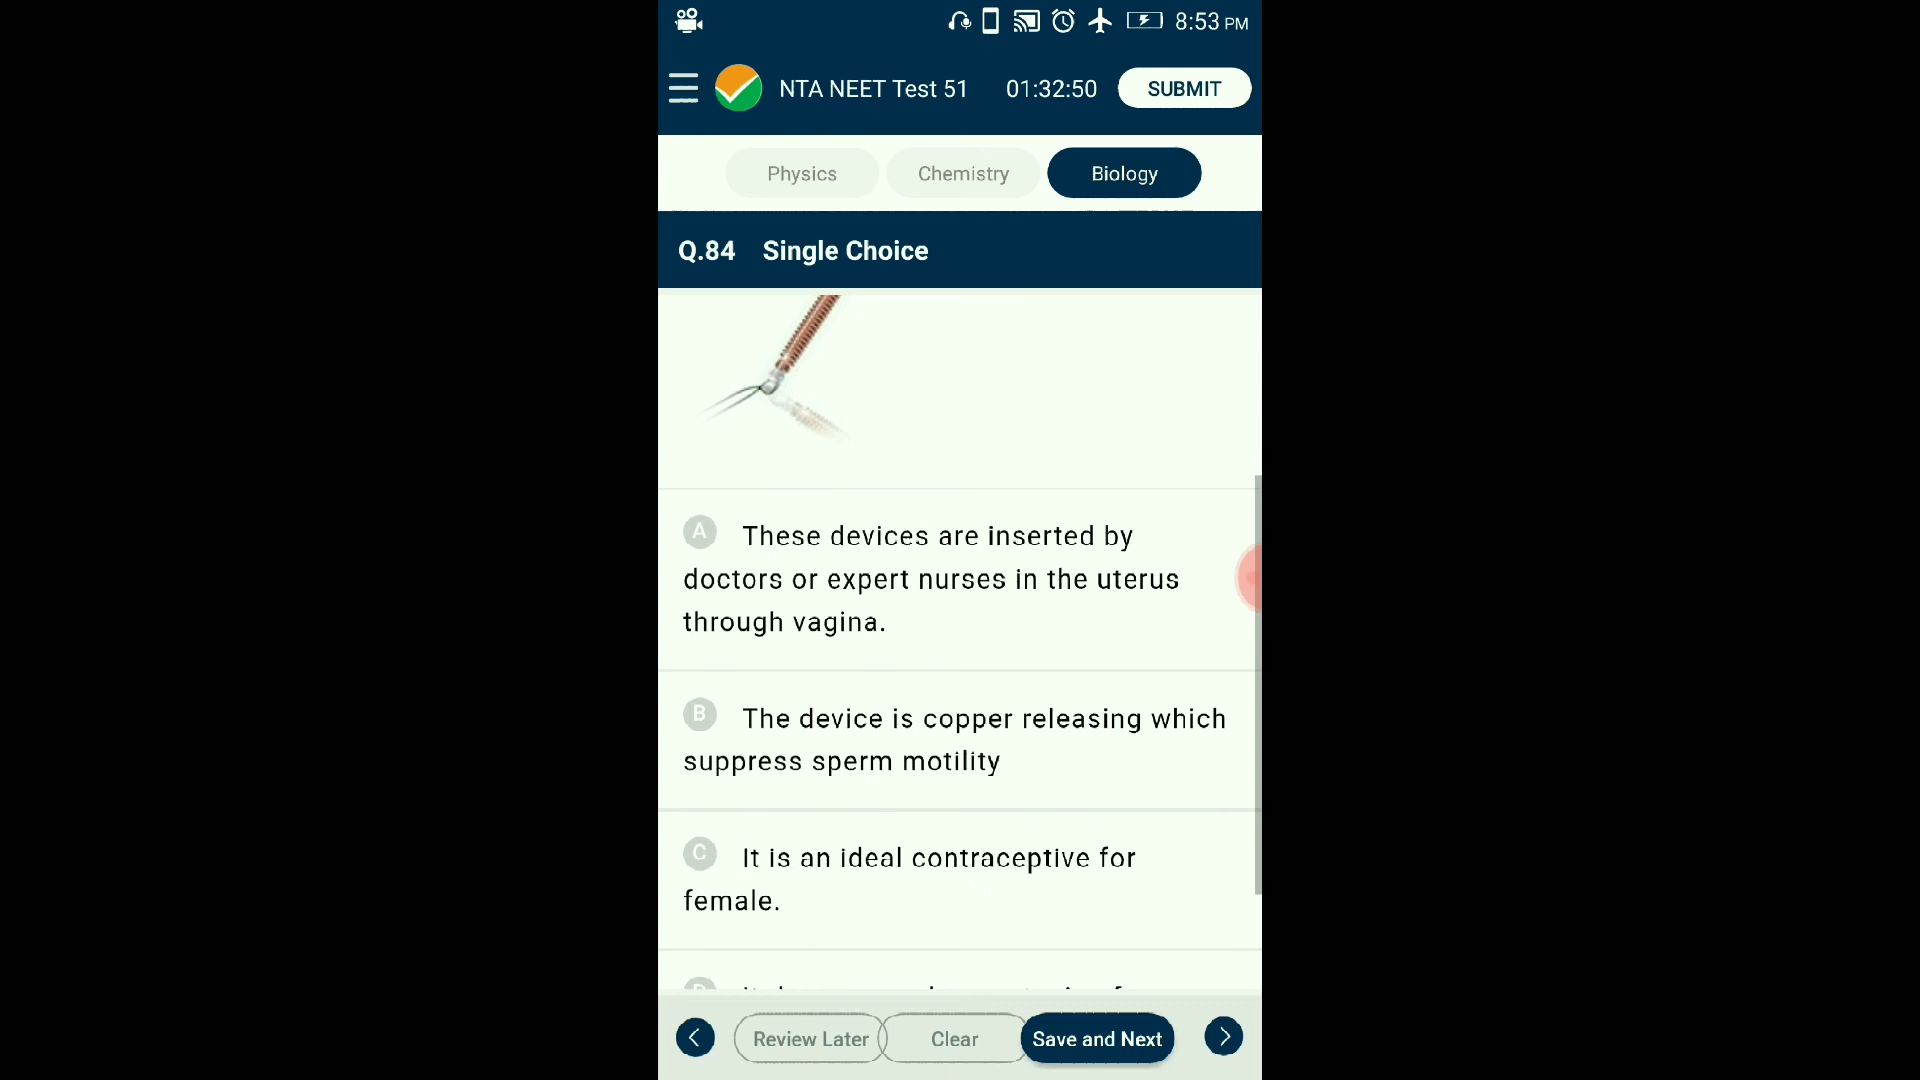 8:53 PM
NTA NEET Test 51 01:32:50 SUBMIT
Physics Chemistry Biology
Q.84 Single Choice
A These devices are inserted by
doctors or expert nurses in the uterus
through vagina.
B The device is copper releasing which
suppress sperm motility
C It is an ideal contraceptive for
female.
Review Later Clear Save and Next